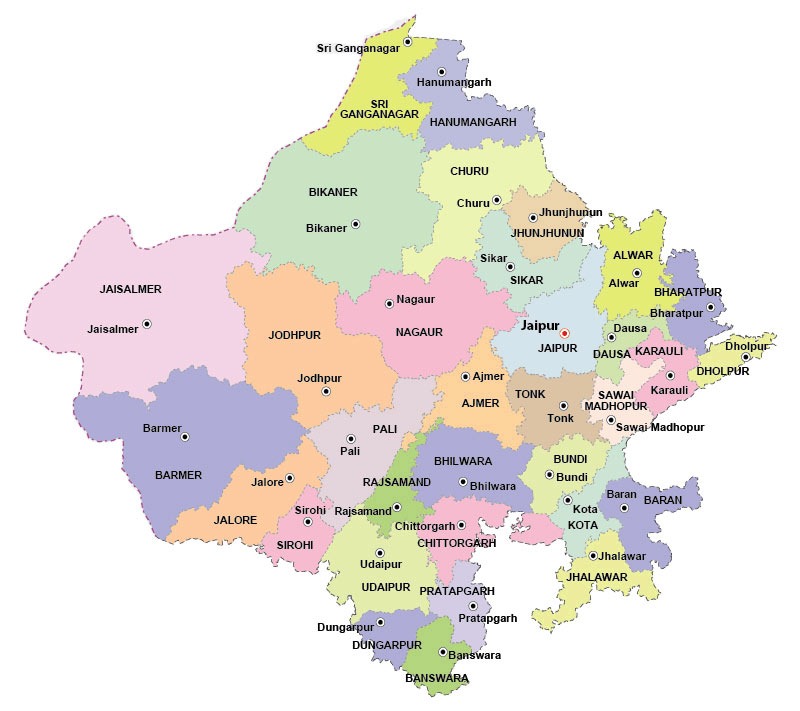 Sri Ganganagar
Hanumangarh
SRI
GANGANAGAR
HANUMANGARH
CHURU
BIKANER
Churu
Jhunjhunun
Bikaner
JHUNJHUNUN
ALWAR
Sikar
SIKAR
Alwar
JAISALMER
BHARATPUR
Nagaur
Bharatpur
Jaisalmer
Jaipur
Dausa
NAGAUR
JODHPUR
JAIPUR
DAUSA
KARAULI
Dholpur
DHOLPUR
Jodhpur
Ajmer
Karauli
TONK
SAWAI
MADHOPUR
AJMER
Tonk
Sawai Madhopur
Barmer
PALI
Pali
BARMER
BHILWARA
BUNDI
Bundi
Jalore
RAJSAMAND
Bhilwara
Baran
BARAN
Sirohi
Rajsamand
Kota
JALORE
Chittorgarh
KOTA
SIROHI
CHITTORGARH
Udaipur
Jhalawar
UDAIPUR
PRATAPGARH
JHALAWAR
Pratapgarh
Dungarpur
DUNGARPUR
Banswara
BANSWARA